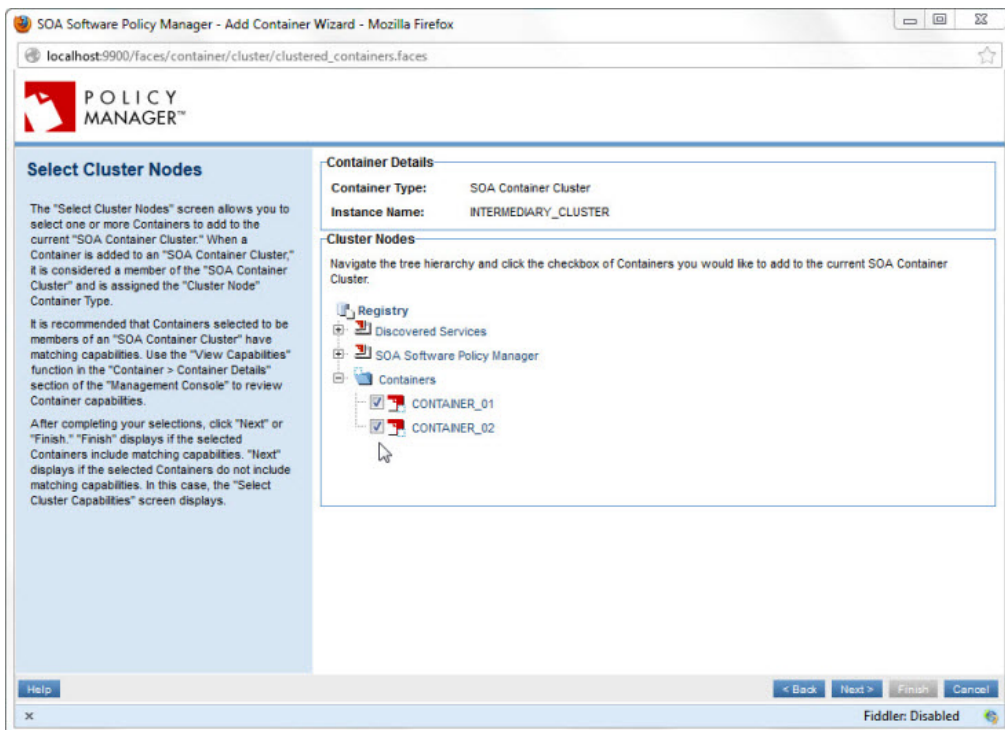 SOA Software Policy Manager - Add Container Wizard - Mozilla Firefox
localhost:9900/faces/container/cluster/clustered_containers.faces
POLICY
MANAGER™
Select Cluster Nodes
The "Select Cluster Nodes" screen allows you to
select one or more Containers to add to the
current "SOA Container Cluster." When a
Container is added to an "SOA Container Cluster,"
it is considered a member of the "SOA Container
Cluster" and is assigned the "Cluster Node"
Container Type.
It is recommended that Containers selected to be
members of an "SOA Container Cluster" have
matching capabilities. Use the "View Capabilities"
function in the "Container > Container Details"
section of the "Management Console" to review
Container capabilities.
After completing your selections, click "Next" or
"Finish." "Finish" displays if the selected
Containers include matching capabilities. "Next"
displays if the selected Containers do not include
matching capabilities. In this case, the "Select
Cluster Capabilities" screen displays.
Container Details
Container Type: SOA Container Cluster
Instance Name: INTERMEDIARY_CLUSTER
Cluster Nodes
Navigate the tree hierarchy and click the checkbox of Containers you would like to add to the current SOA Container
Cluster.
Registry
Discovered Services
SOA Software Policy Manager
Containers
CONTAINER_01
CONTAINER_02
Help
< Back Next > Finish Cancel
Fiddler: Disabled